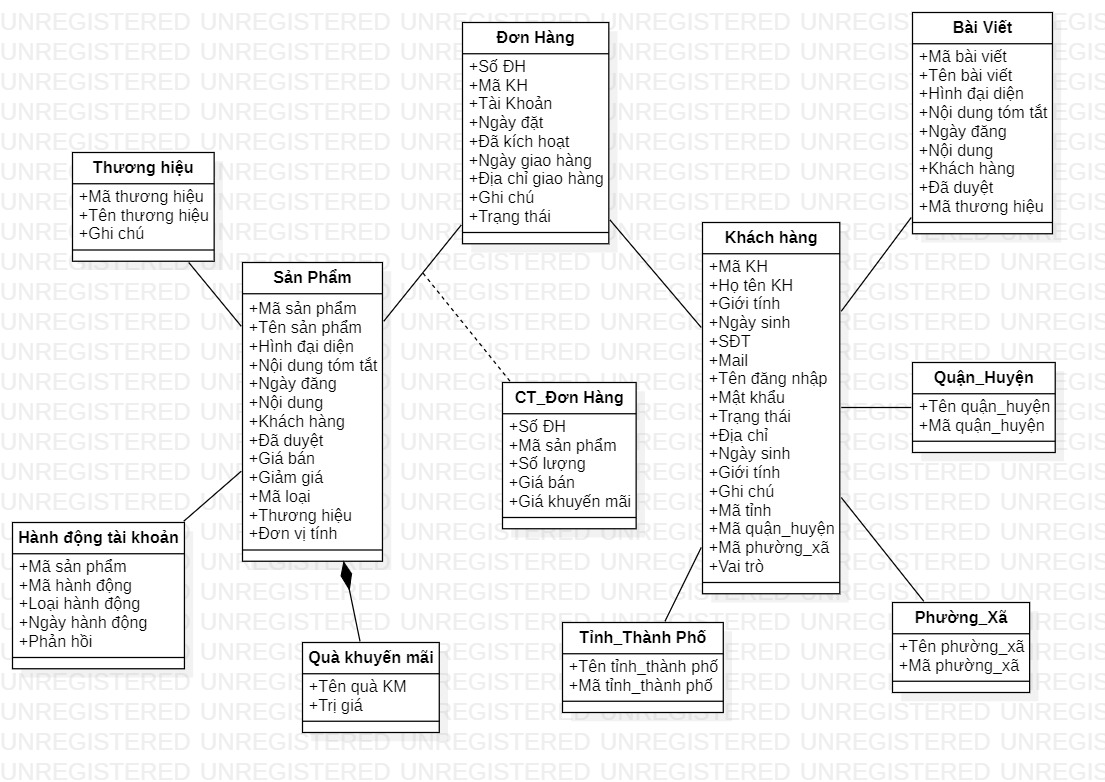 Đơn Hàng
+Số ĐH
+Mã KH
+Tài Khoản
+Ngày đặt
+Đã kích hoạt
+Ngày giao hàng
+Địa chỉ giao hàng
+Ghi chú
+Trạng thái
Bài Viết
+Mã bài viết
+Tên bài viết
+Hình đại diện
+Nội dung tóm tắt
+Ngày đăng
+Nội dung
+Khách hàng
+Đã duyệt
+Mã thương hiệu
Thương hiệu
+Mã thương hiệu
+Tên thương hiệu
+Ghi chú
Sản Phẩm
+Mã sản phẩm
+Tên sản phẩm
+Hình đại diện
+Nội dung tóm tắt
+Ngày đăng
+Nội dung
+Khách hàng
+Đã duyệt
+Giá bán
+Giảm giá
+Mã loại
+Thương hiệu
+Đơn vị tính
Khách hàng
+Mã KH
+Họ tên KH
+Giới tính
+Ngày sinh
+SĐT
+Mail
+Tên đăng nhập
+Mật khẩu
+Trạng thái
+Địa chỉ
+Ngày sinh
+Giới tính
+Ghi chú
+Mã tỉnh
+Mã quận_huyện
+Mã phường_xã
+Vai trò
CT_Đơn Hàng
+Số ĐH
+Mã sản phẩm
+Số lượng
+Giá bán
+Giá khuyến mãi
Quận_Huyện
+Tên quận_huyện
+Mã quận_huyện
Hành động tài khoản
+Mã sản phẩm
+Mã hành động
+Loại hành động
+Ngày hành động
+Phản hồi
Quà khuyến mãi
+Tên quà KM
+Trị giá
Tỉnh_Thành Phố
+Tên tỉnh_thành phố
+Mã tỉnh_thành phố
Phường_Xã
+Tên phường_xã
+Mã phường_xã
UNREGISTERED